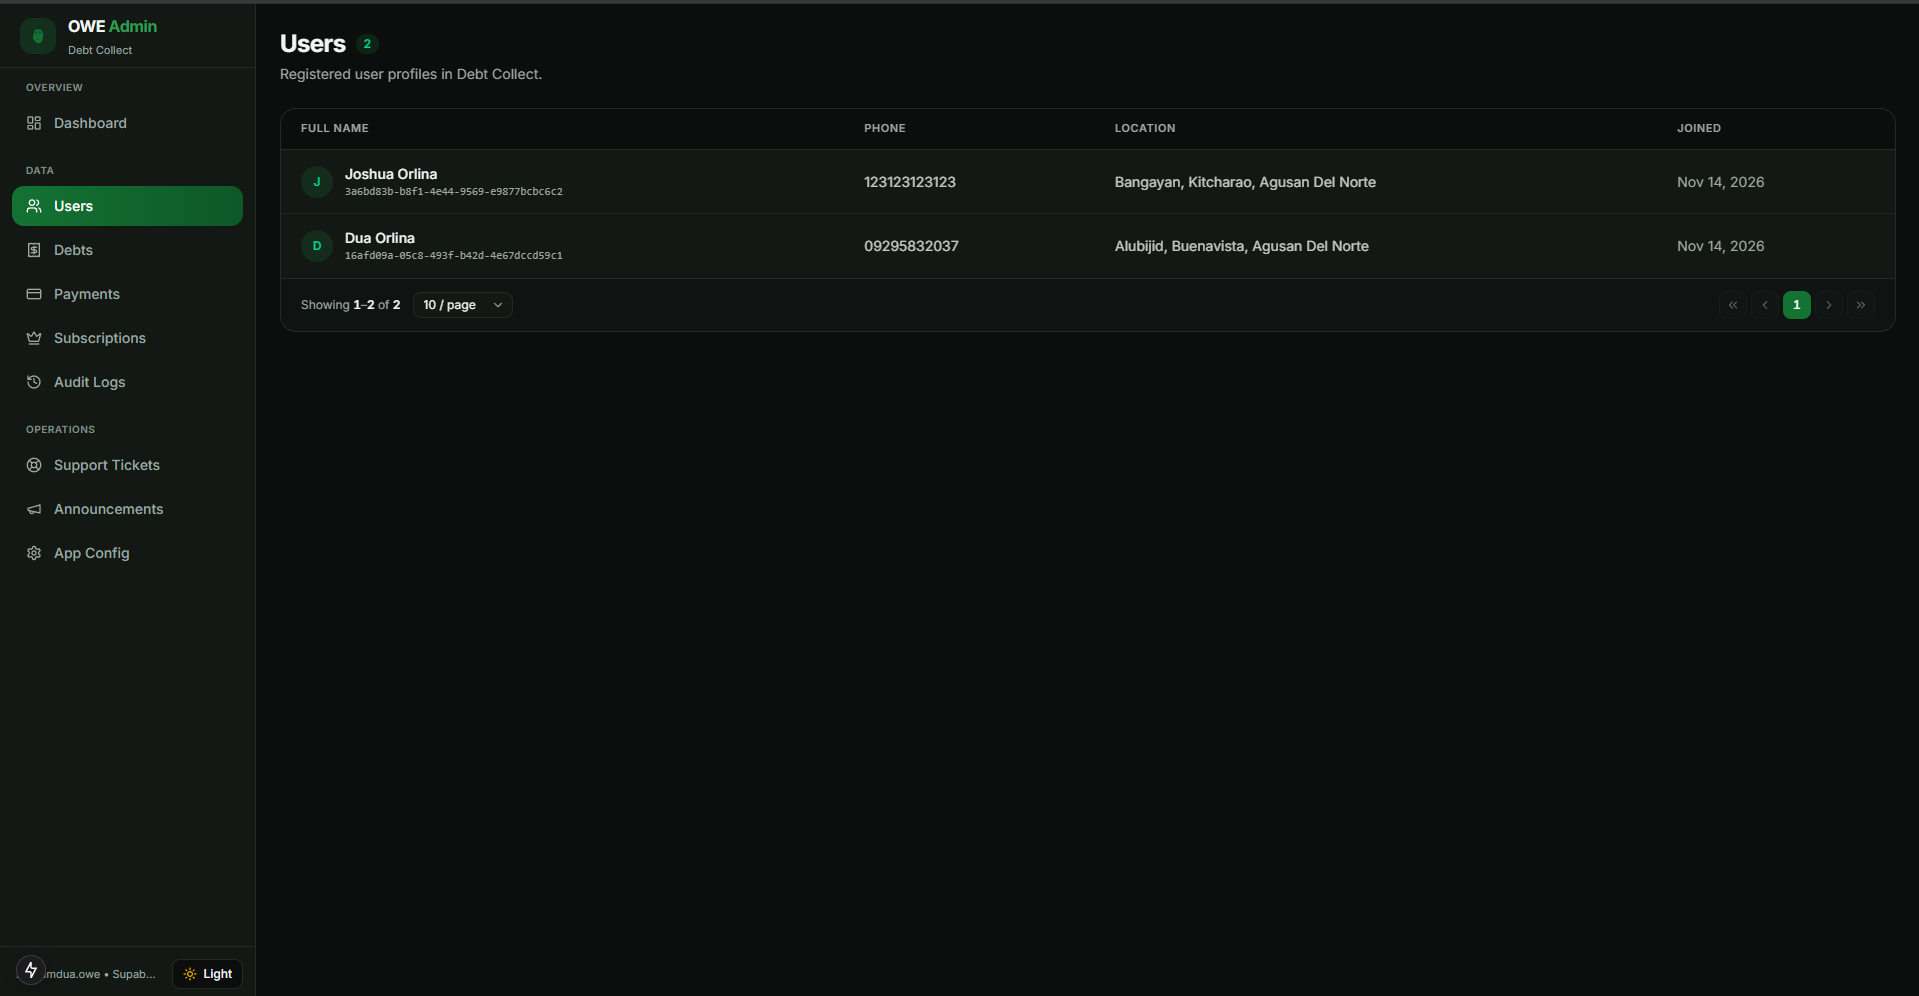 OWE Admin
Debt Collect
OVERVIEW
Dashboard
DATA
Users
Debts
Payments
Subscriptions
Audit Logs
OPERATIONS
Support Tickets
Announcements
App Config
mdua.owe • Supab...
Light
Users 2
Registered user profiles in Debt Collect.
FULL NAME PHONE LOCATION JOINED
J Joshua Orlina 123123123123 Bangayan, Kitcharao, Agusan Del Norte Nov 14, 2026
3a6bd83b-b8f1-4e44-9569-e9877bcbc6c2
D Dua Orlina 09295832037 Alubijid, Buenavista, Agusan Del Norte Nov 14, 2026
16afd09a-05c8-493f-b42d-4e67dccd59c1
Showing 1–2 of 2 10 / page « ‹ 1 › »